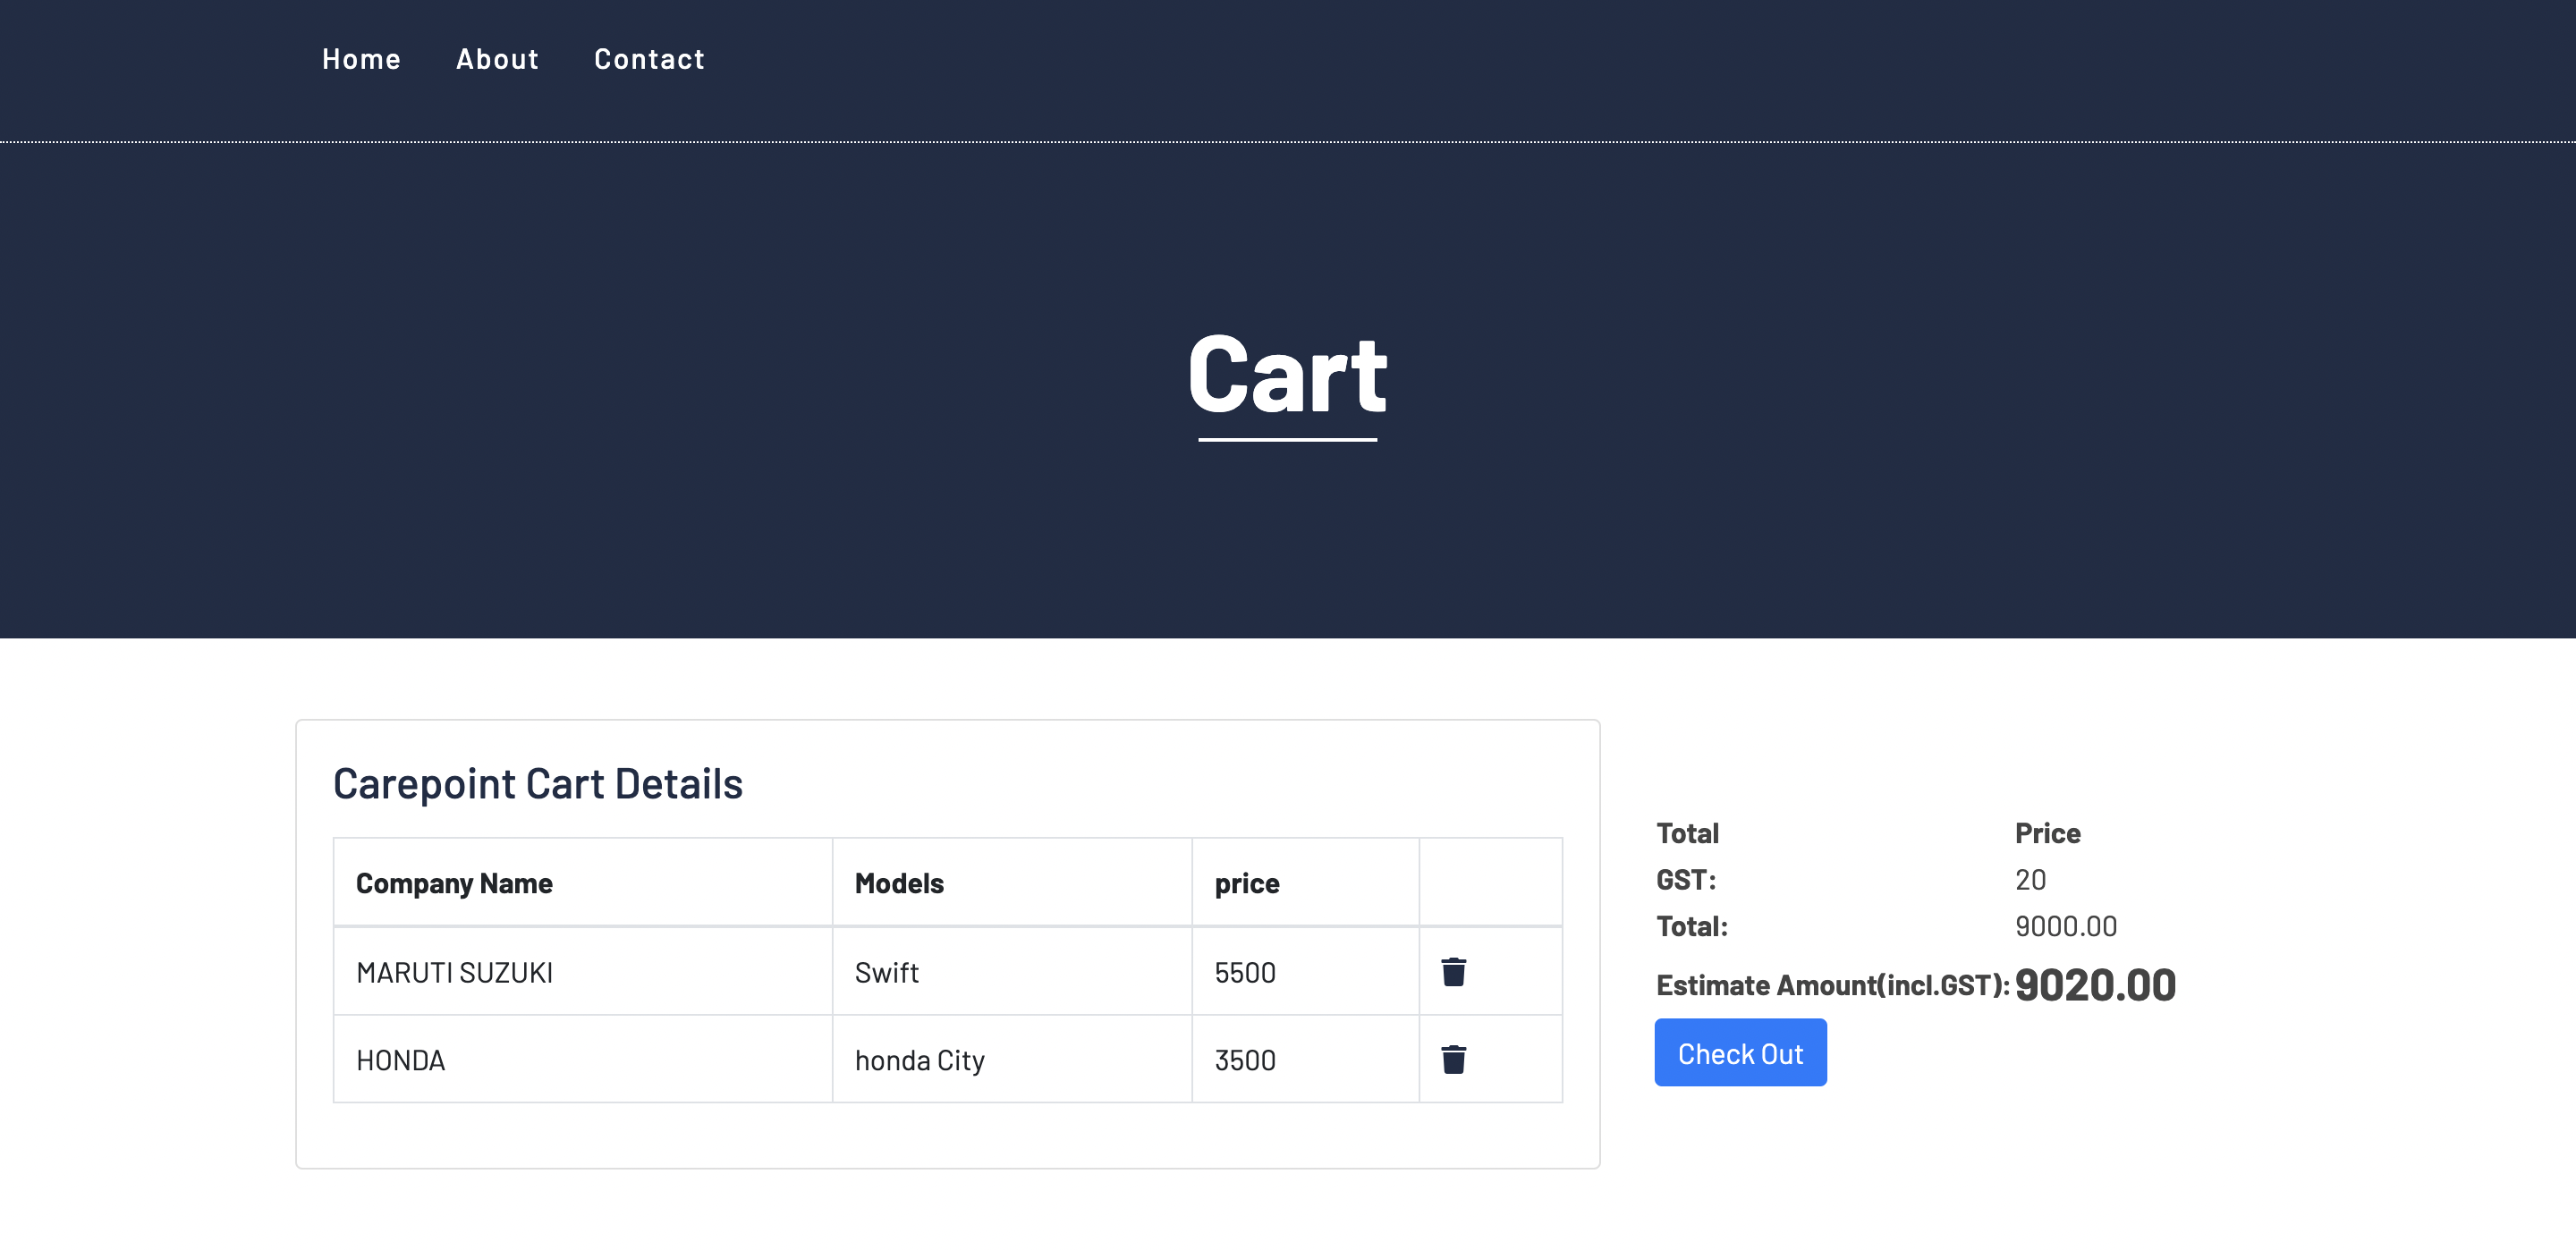 Home About Contact
Cart
Carepoint Cart Details
Company Name Models price
MARUTI SUZUKI Swift 5500
HONDA honda City 3500
Total Price
GST: 20
Total: 9000.00
Estimate Amount(incl.GST): 9020.00
Check Out